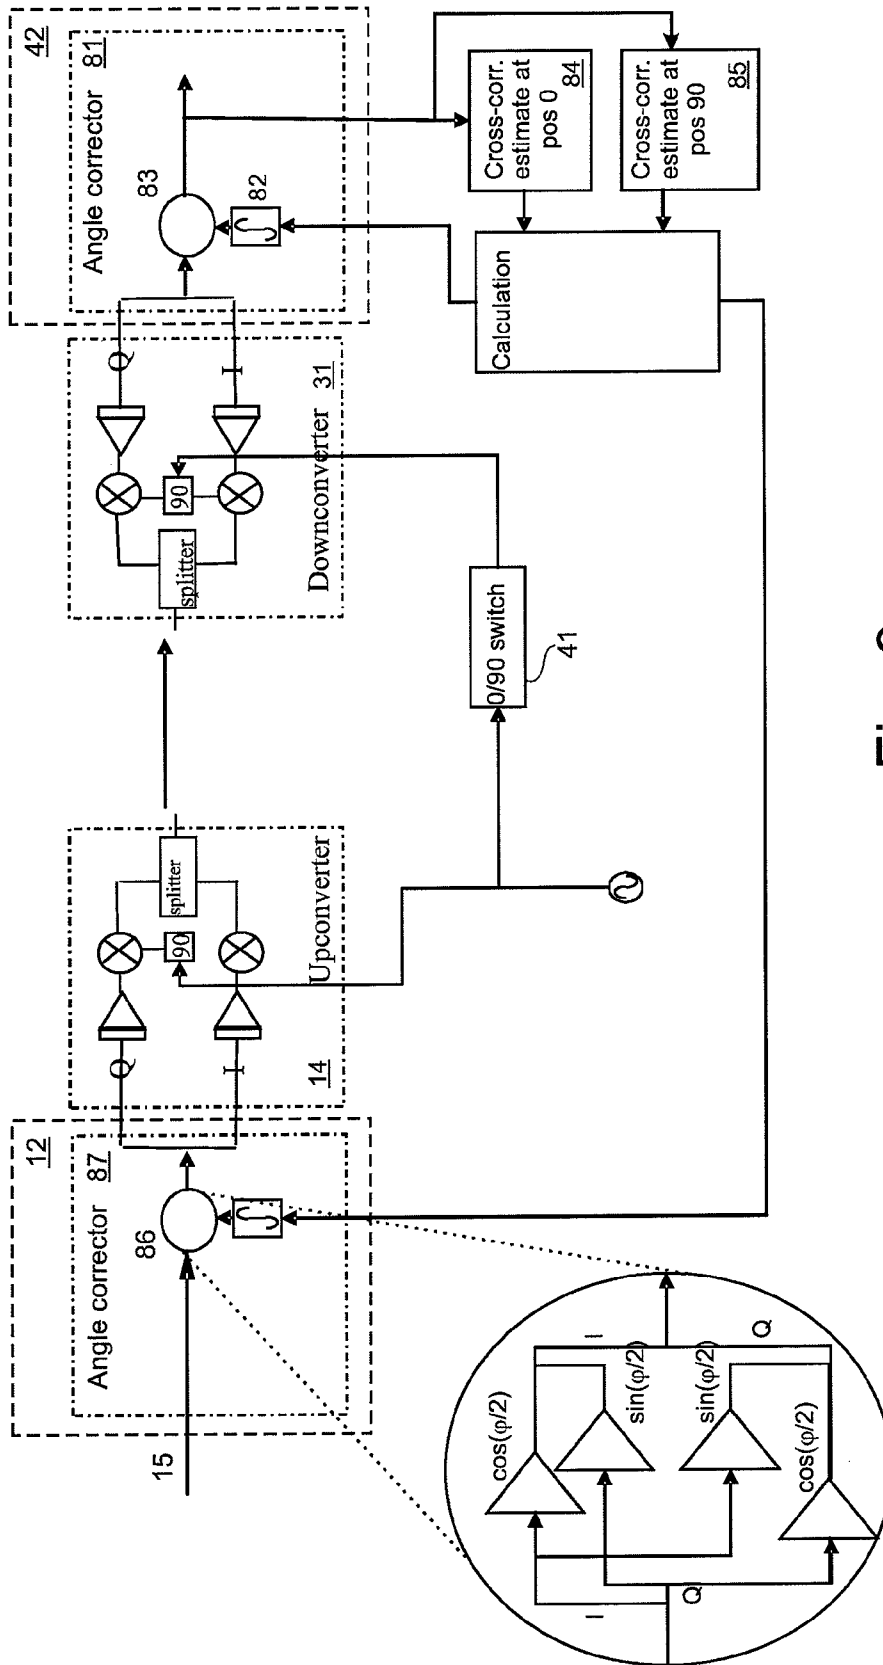 42
Angle corrector 81
83
82
Cross-corr.
estimate at
pos 0
84
Cross-corr.
estimate at
pos 90
85
Calculation
Q
I
90
splitter
Downconverter 31
0/90 switch
41
splitter
90
Q
I
Upconverter
14
12
Angle corrector 87
86
15
cos(φ/2)
sin(φ/2)
sin(φ/2)
cos(φ/2)
I
Q
I
Q